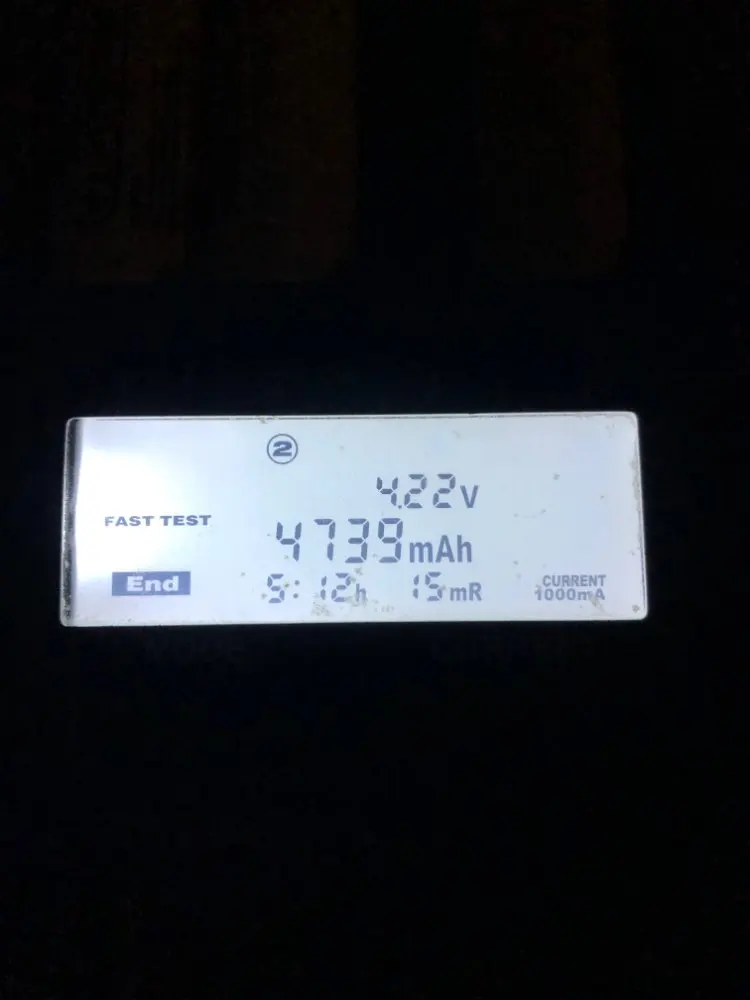 ②
4.22V
FAST TEST
4739mAh
End 5:12h 15mR CURRENT
1000mA